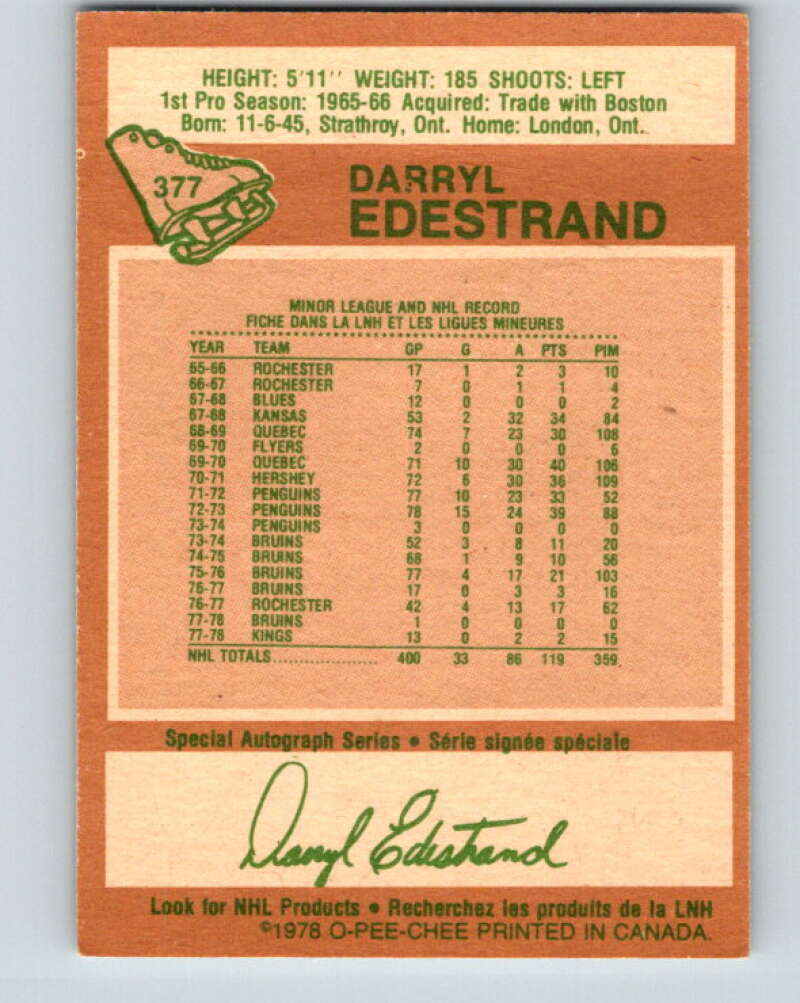 HEIGHT: 5'11'' WEIGHT: 185 SHOOTS: LEFT
1st Pro Season: 1965-66 Acquired: Trade with Boston
Born: 11-6-45, Strathroy, Ont. Home: London, Ont.
377
DARRYL
EDESTRAND
MINOR LEAGUE AND NHL RECORD
FICHE DANS LA LNH ET LES LIGUES MINEURES
YEAR TEAM GP G A PTS PIM
65-66 ROCHESTER 17 1 2 3 10
66-67 ROCHESTER 7 0 1 1 4
67-68 BLUES 12 0 0 0 2
67-68 KANSAS 53 2 32 34 84
68-69 QUEBEC 74 7 23 30 108
69-70 FLYERS 2 0 0 0 6
69-70 QUEBEC 71 10 30 40 106
70-71 HERSHEY 72 6 30 36 109
71-72 PENGUINS 77 10 23 33 52
72-73 PENGUINS 78 15 24 39 88
73-74 PENGUINS 3 0 0 0 0
73-74 BRUINS 52 3 8 11 20
74-75 BRUINS 68 1 9 10 56
75-76 BRUINS 77 4 17 21 103
76-77 BRUINS 17 0 3 3 16
76-77 ROCHESTER 42 4 13 17 62
77-78 BRUINS 1 0 0 0 0
77-78 KINGS 13 0 2 2 15
NHL TOTALS.................... 400 33 86 119 359
Special Autograph Series • Série signée spéciale
Darryl Edestrand
Look for NHL Products • Recherchez les produits de la LNH
©1978 O-PEE-CHEE PRINTED IN CANADA.